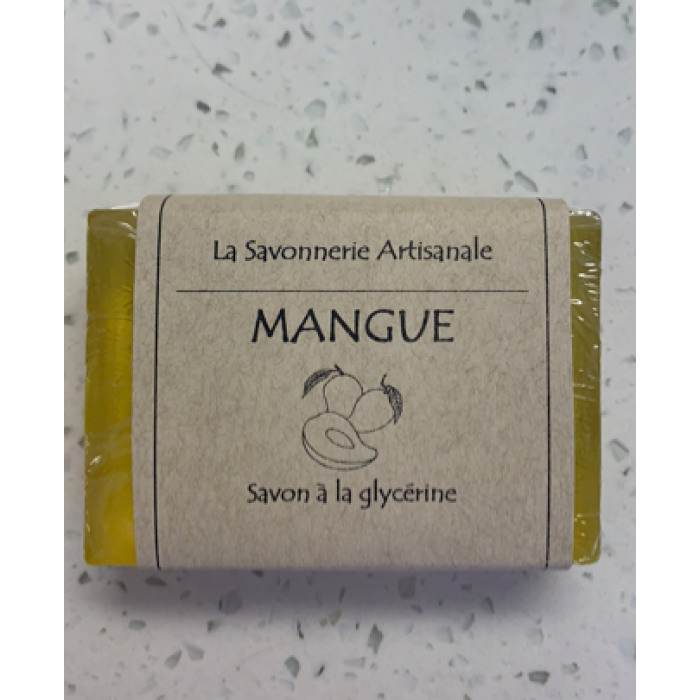 La Savonnerie Artisanale
MANGUE
Savon à la glycérine